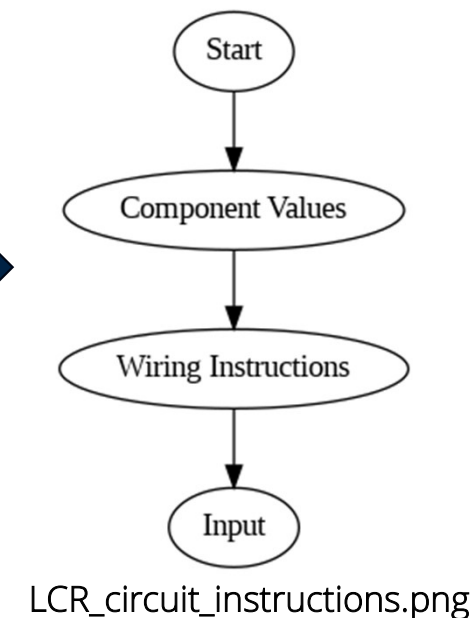 Start
Component Values
Wiring Instructions
Input
LCR_circuit_instructions.png